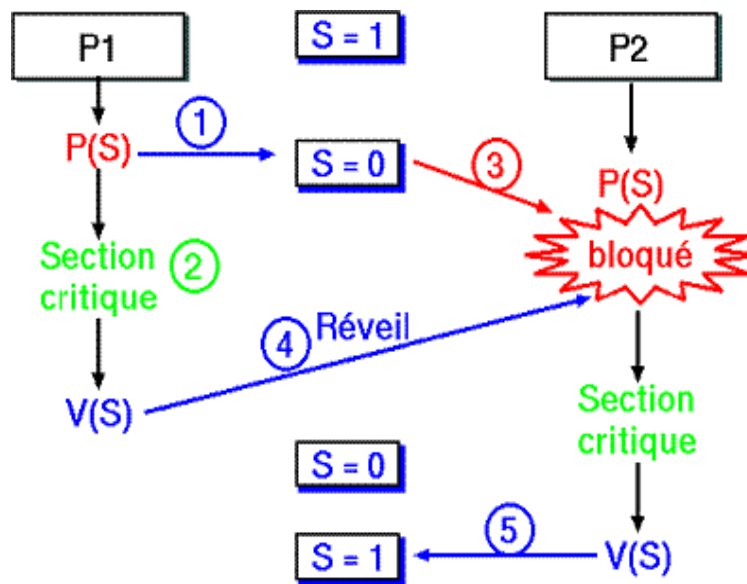 P1
S = 1
P2
1
P(S)
S = 0
3
P(S)
Section
critique
2
bloqué
4
Réveil
V(S)
Section
critique
S = 0
5
S = 1
V(S)